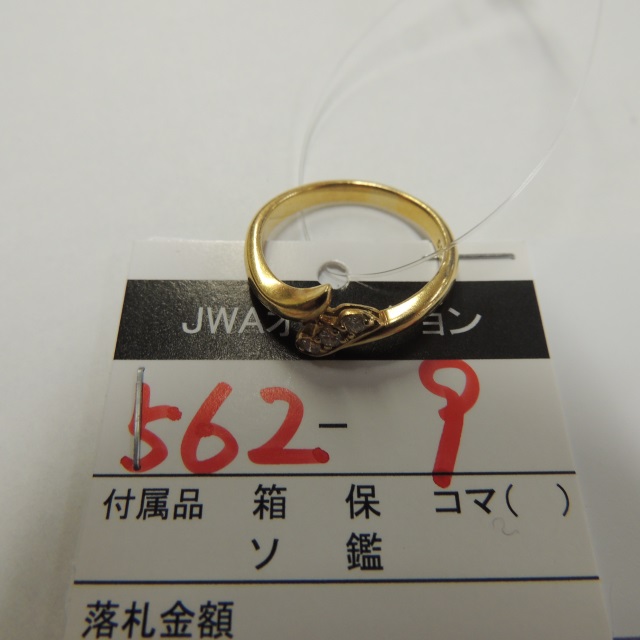 JWAオークション
562-9
付属品 箱 保 コマ( )
ソ 鑑
落札金額